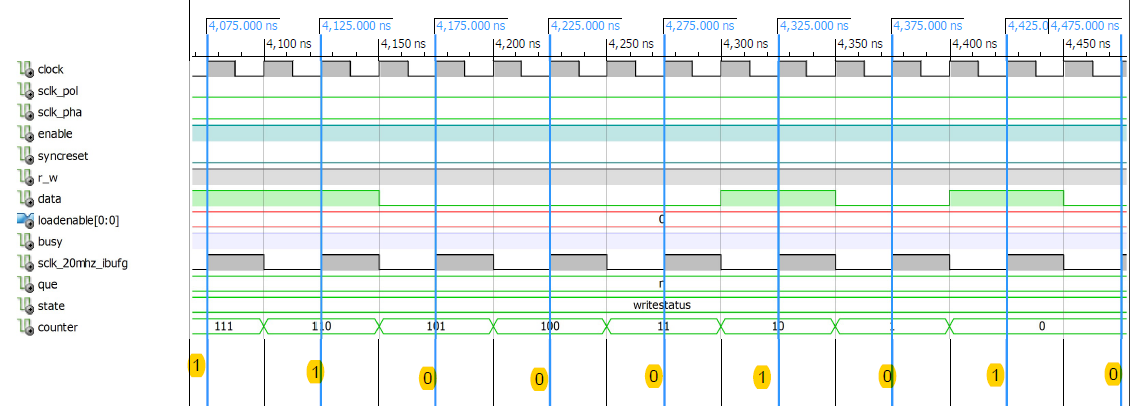 4,075.000 ns 4,125.000 ns 4,175.000 ns 4,225.000 ns 4,275.000 ns 4,325.000 ns 4,375.000 ns 4,425.0 4,475.000 ns
4,100 ns 4,150 ns 4,200 ns 4,250 ns 4,300 ns 4,350 ns 4,400 ns 4,450 ns
clock
sclk_pol
sclk_pha
enable
syncreset
r_w
data
loadenable[0:0] 0
busy
sclk_20mhz_ibufg
que r
state writestatus
counter 111 110 101 100 11 10 0
1 1 0 0 0 1 0 1 0